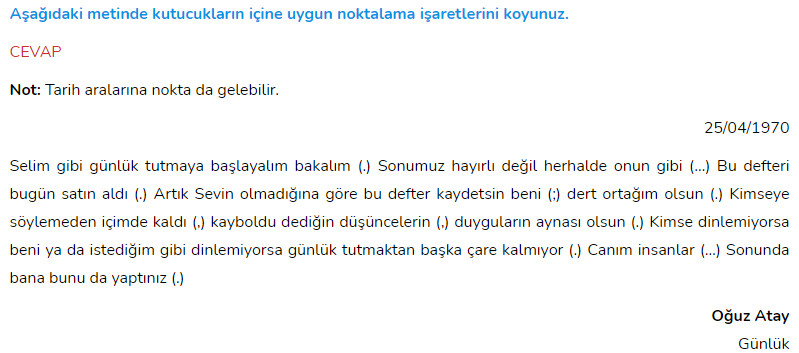 Aşağıdaki metinde kutucukların içine uygun noktalama işaretlerini koyunuz.
CEVAP
Not: Tarih aralarına nokta da gelebilir.
25/04/1970
Selim gibi günlük tutmaya başlayalım bakalım (.) Sonumuz hayırlı değil herhalde onun gibi (…) Bu defteri
bugün satın aldı (.) Artık Sevin olmadığına göre bu defter kaydetsin beni (;) dert ortağım olsun (.) Kimseye
söylemeden içimde kaldı (,) kayboldu dediğin düşüncelerin (,) duyguların aynası olsun (.) Kimse dinlemiyorsa
beni ya da istediğim gibi dinlemiyorsa günlük tutmaktan başka çare kalmıyor (.) Canım insanlar (…) Sonunda
bana bunu da yaptınız (.)
Oğuz Atay
Günlük